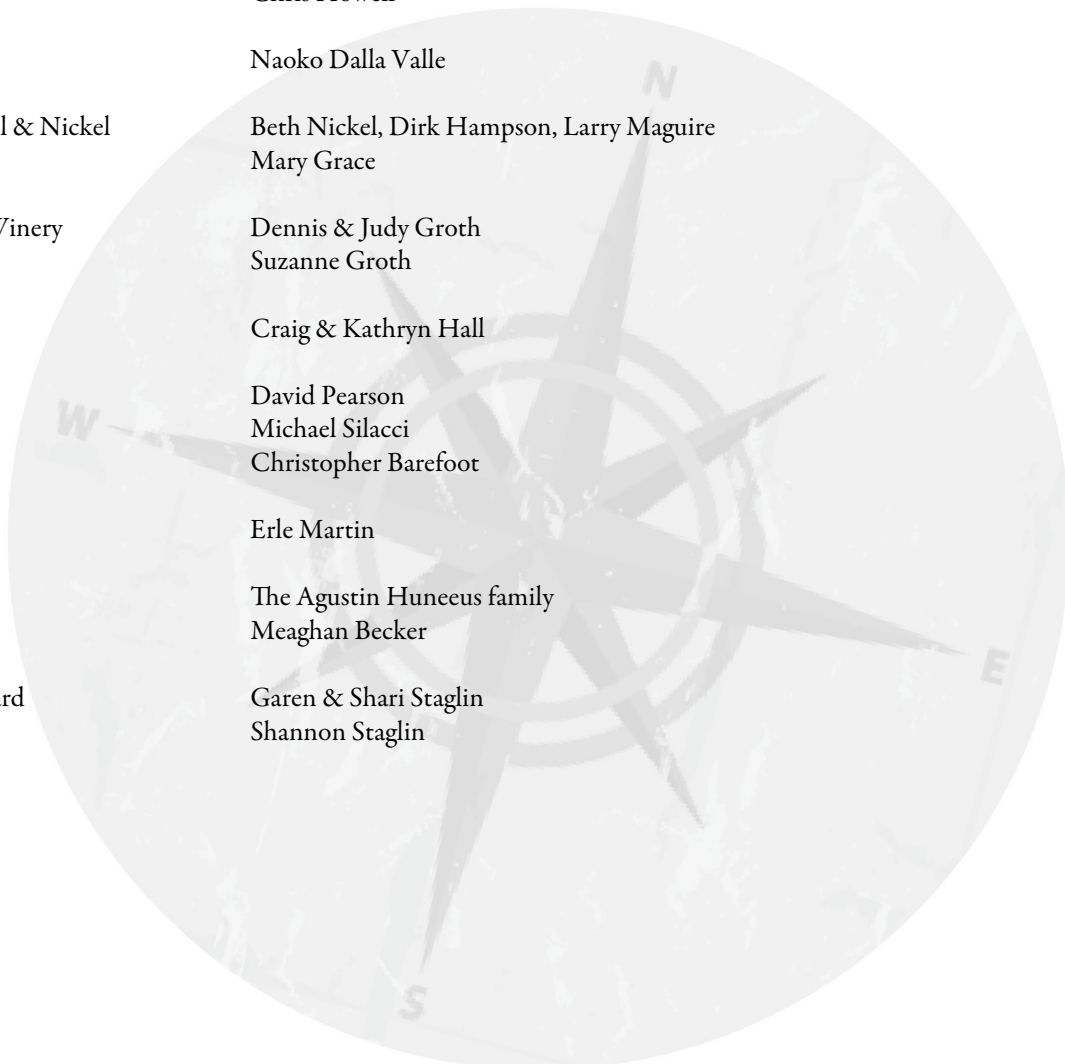 Naoko Dalla Valle
l & Nickel Beth Nickel, Dirk Hampson, Larry Maguire
Mary Grace
Winery Dennis & Judy Groth
Suzanne Groth
Craig & Kathryn Hall
David Pearson
Michael Silacci
Christopher Barefoot
Erle Martin
The Agustin Huneeus family
Meaghan Becker
ard Garen & Shari Staglin
Shannon Staglin
N
W
E
S